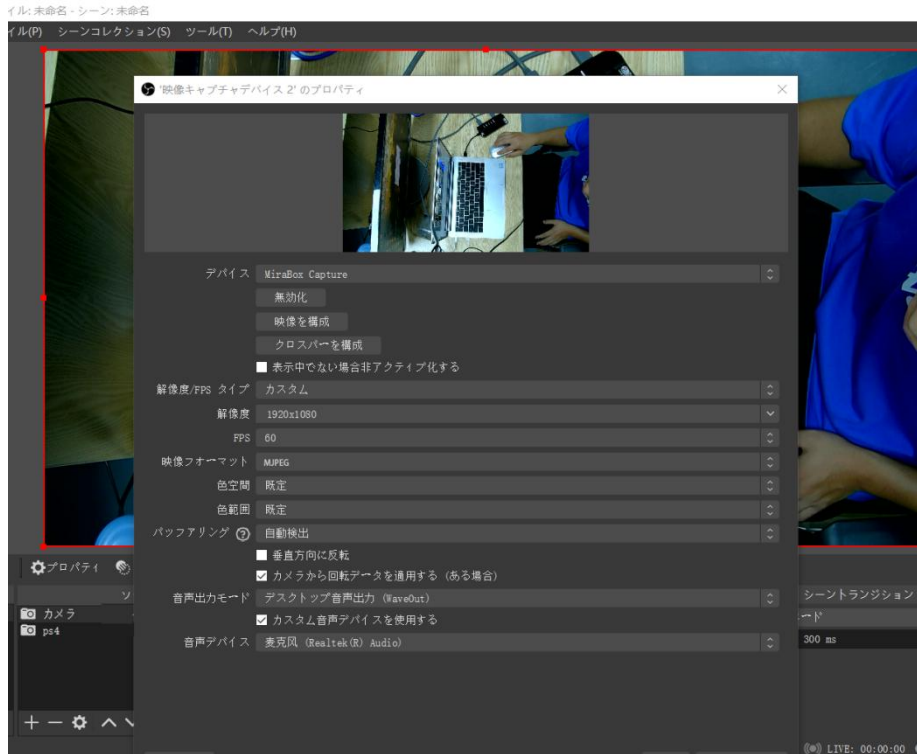 イル: 未命名 - シーン: 未命名
イル(P) シーンコレクション(S) ツール(T) ヘルプ(H)
'映像キャプチャデバイス 2' のプロパティ
デバイス MiraBox Capture
無効化
映像を構成
クロスバーを構成
表示中でない場合非アクティブ化する
解像度/FPS タイプ カスタム
解像度 1920x1080
FPS 60
映像フォーマット MJPEG
色空間 既定
色範囲 既定
バッファリング ? 自動検出
垂直方向に反転
プロパティ
カメラから回転データを適用する (ある場合)
ソ
音声出力モード デスクトップ音声出力 (WaveOut)
シーントランジション
カメラ
カスタム音声デバイスを使用する
ード
ps4
音声デバイス 麦克风 (Realtek(R) Audio)
300 ms
LIVE: 00:00:00